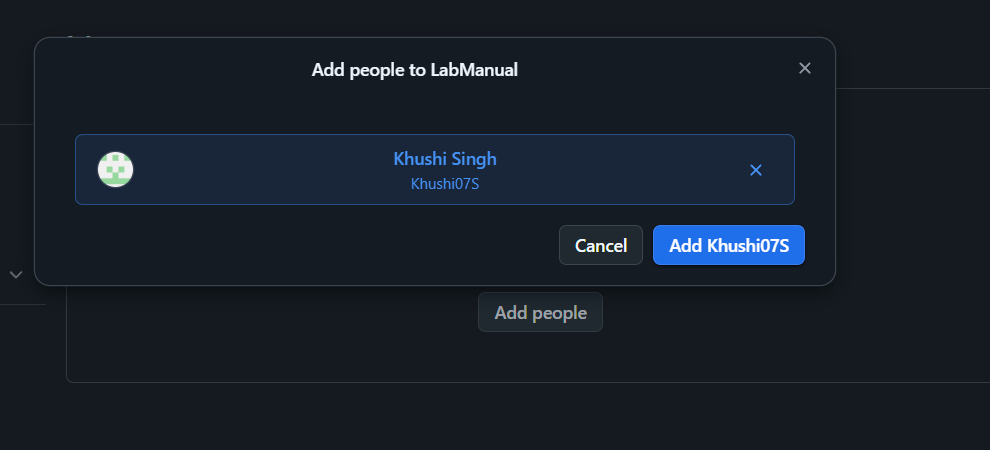 Add people to LabManual
Khushi Singh
Khushi07S
Cancel
Add Khushi07S
Add people